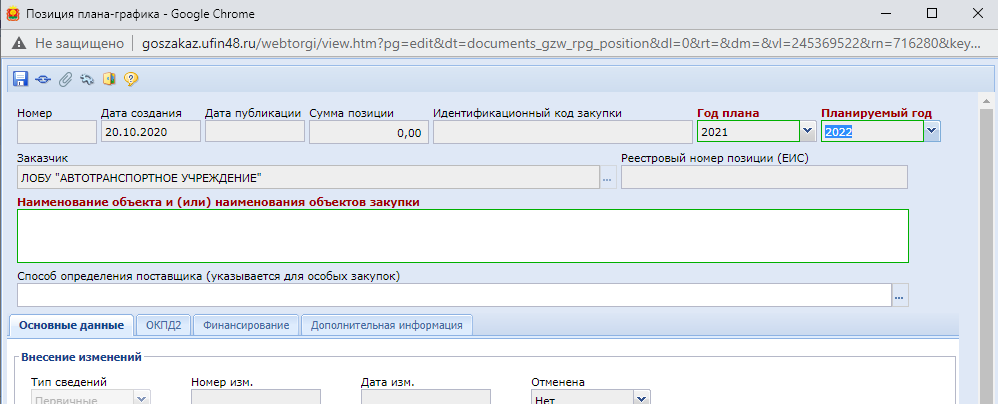 Позиция плана-графика - Google Chrome
Не защищено goszakaz.ufin48.ru/webtorgi/view.htm?pg=edit&dt=documents_gzw_rpg_position&dl=0&rt=&dm=&vl=245369522&rn=716280&key...
Номер Дата создания Дата публикации Сумма позиции Идентификационный код закупки Год плана Планируемый год
20.10.2020 0,00 2021 2022
Заказчик Реестровый номер позиции (ЕИС)
ЛОБУ "АВТОТРАНСПОРТНОЕ УЧРЕЖДЕНИЕ" ...
Наименование объекта и (или) наименования объектов закупки
Способ определения поставщика (указывается для особых закупок)
...
Основные данные ОКПД2 Финансирование Дополнительная информация
Внесение изменений
Тип сведений Номер изм. Дата изм. Отменена
Первичные Нет